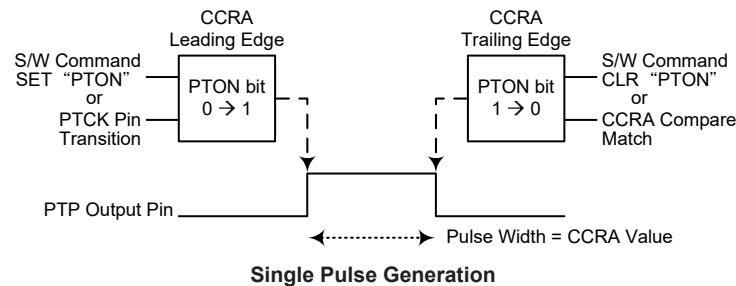 CCRA
Leading Edge
S/W Command
SET “PTON”
or
PTCK Pin
Transition
PTON bit
0 → 1
CCRA
Trailing Edge
PTON bit
1 → 0
S/W Command
CLR “PTON”
or
CCRA Compare
Match
PTP Output Pin
Pulse Width = CCRA Value
Single Pulse Generation